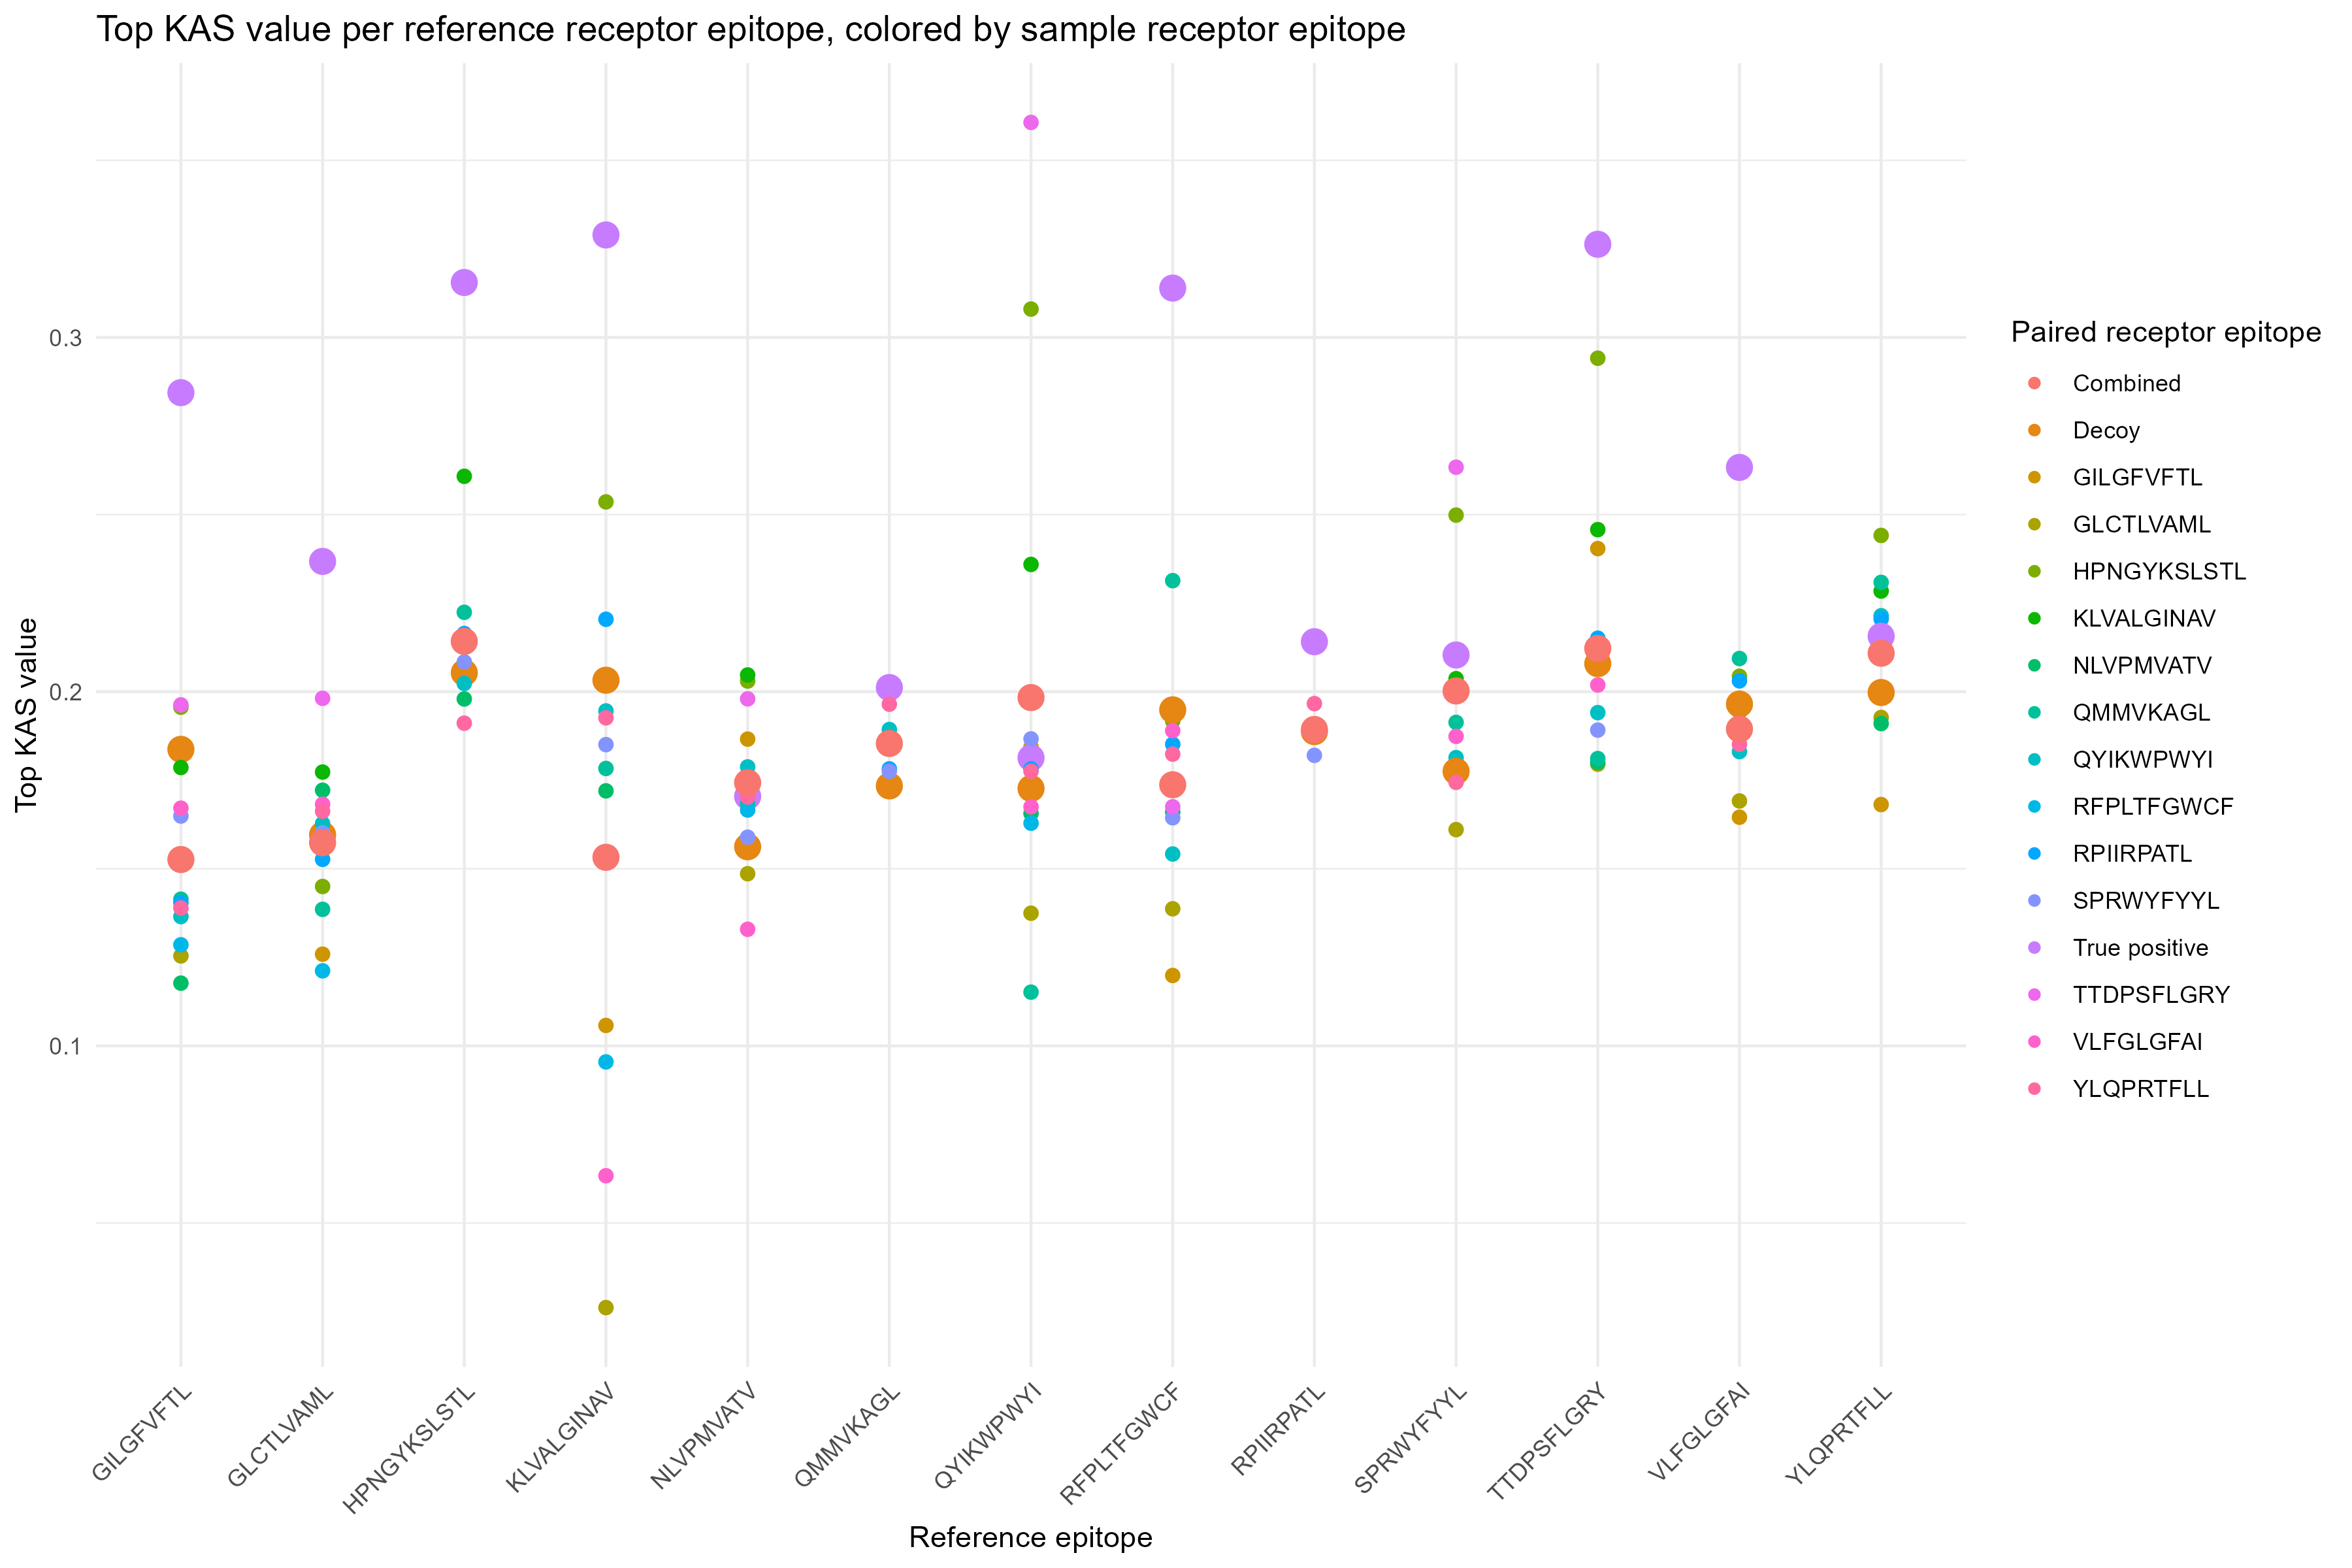 Top KAS value per reference receptor epitope, colored by sample receptor epitope
Top KAS value
0.3
0.2
0.1
GILGFVFTL
GLCTLVAML
HPNGYKSLSTL
KLVALGINAV
NLVPMVATV
QMMVKAGL
QYIKWPWYI
RFPLTFGWCF
RPIIRPATL
SPRWYFYYL
TTDPSFLGRY
VLFGLGFAI
YLQPRTFLL
Reference epitope
Paired receptor epitope
Combined
Decoy
GILGFVFTL
GLCTLVAML
HPNGYKSLSTL
KLVALGINAV
NLVPMVATV
QMMVKAGL
QYIKWPWYI
RFPLTFGWCF
RPIIRPATL
SPRWYFYYL
True positive
TTDPSFLGRY
VLFGLGFAI
YLQPRTFLL